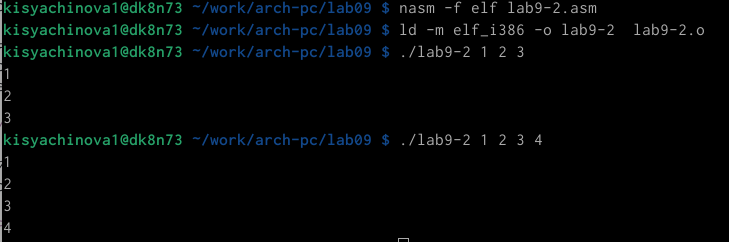 kisyachinova1@dk8n73 ~/work/arch-pc/lab09 $ nasm -f elf lab9-2.asm
kisyachinova1@dk8n73 ~/work/arch-pc/lab09 $ ld -m elf_i386 -o lab9-2  lab9-2.o
kisyachinova1@dk8n73 ~/work/arch-pc/lab09 $ ./lab9-2 1 2 3
1
2
3
kisyachinova1@dk8n73 ~/work/arch-pc/lab09 $ ./lab9-2 1 2 3 4
1
2
3
4